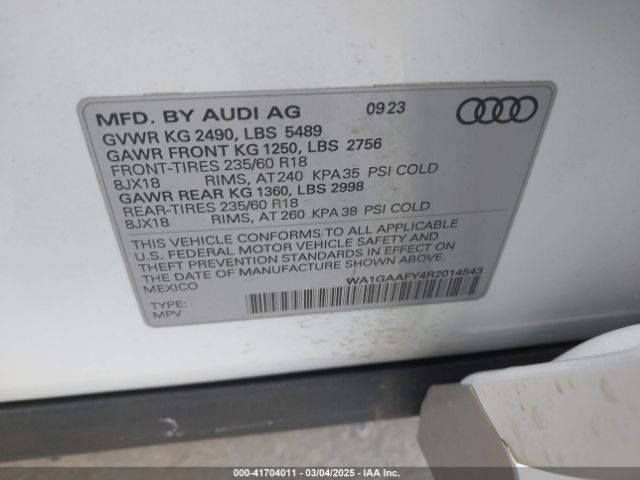 MFD. BY AUDI AG 09 23
GVWR KG 2490, LBS 5489
GAWR FRONT KG 1250, LBS 2756
FRONT-TIRES 235/60 R18
8JX18 RIMS, AT 240 KPA 35 PSI COLD
GAWR REAR KG 1360, LBS 2998
REAR-TIRES 235/60 R18
8JX18 RIMS, AT 260 KPA 38 PSI COLD
THIS VEHICLE CONFORMS TO ALL APPLICABLE
U.S. FEDERAL MOTOR VEHICLE SAFETY AND
THEFT PREVENTION STANDARDS IN EFFECT ON
THE DATE OF MANUFACTURE SHOWN ABOVE.
MEXICO
WA1GAAFY4R2014543
TYPE:
MPV
000-41704011 — 03/04/2025 — IAA Inc.